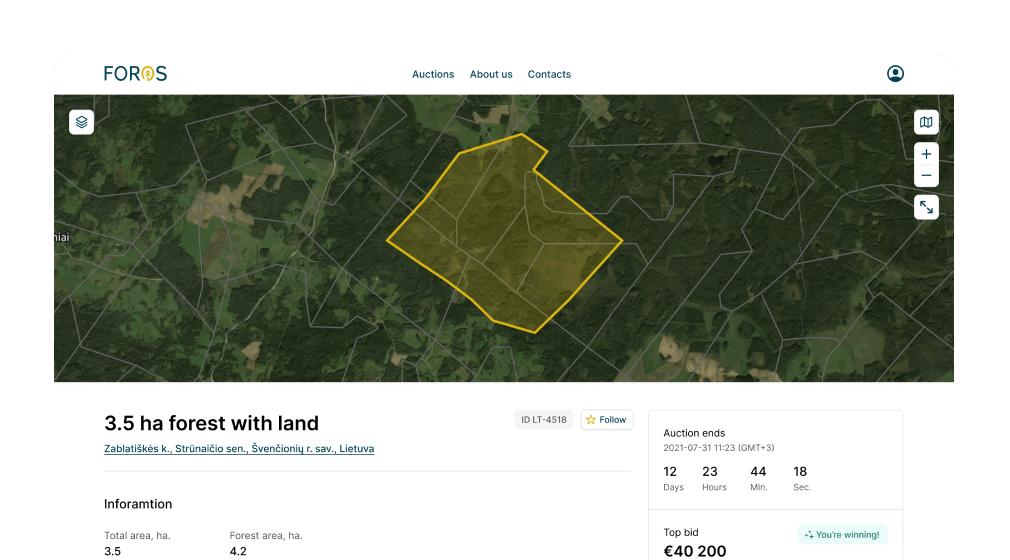 FOROS
Auctions About us Contacts
niai
3.5 ha forest with land
ID LT-4518
Follow
Zablatiškės k., Strūnaičio sen., Švenčionių r. sav., Lietuva
Inforamtion
Total area, ha. Forest area, ha.
3.5 4.2
Auction ends
2021-07-31 11:23 (GMT+3)
12 23 44 18
Days Hours Min. Sec.
Top bid
You're winning!
€40 200